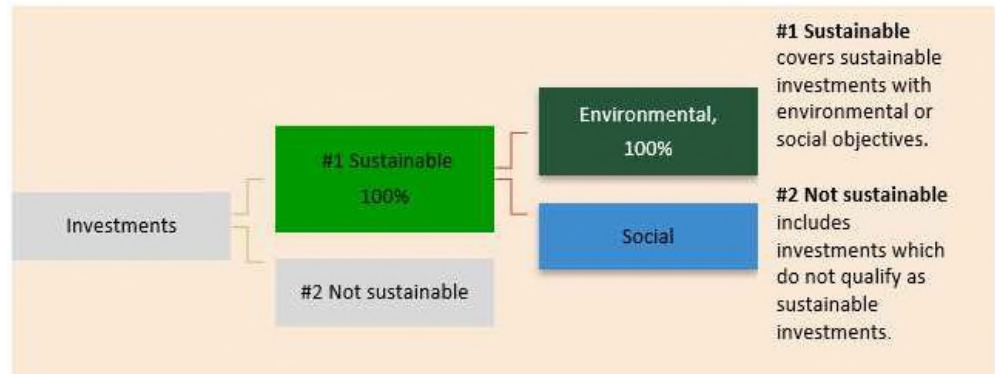 Investments
#1 Sustainable
100%
#2 Not sustainable
Environmental,
100%
Social
#1 Sustainable
covers sustainable
investments with
environmental or
social objectives.
#2 Not sustainable
includes
investments which
do not qualify as
sustainable
investments.